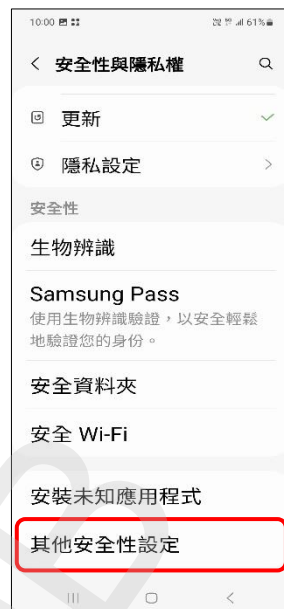 10:00 61%
安全性與隱私權
更新
隱私設定
安全性
生物辨識
Samsung Pass
使用生物辨識驗證，以安全輕鬆
地驗證您的身份。
安全資料夾
安全 Wi-Fi
安裝未知應用程式
其他安全性設定